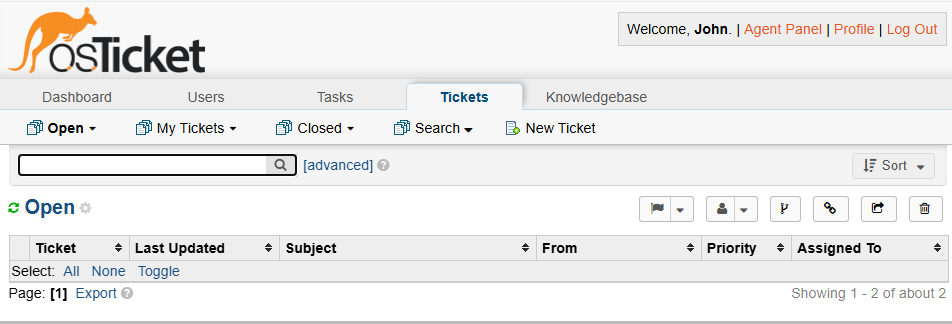 osTicket
Welcome, John. | Agent Panel | Profile | Log Out
Dashboard Users Tasks Tickets Knowledgebase
Open My Tickets Closed Search New Ticket
[advanced] ? Sort
Open
Ticket Last Updated Subject From Priority Assigned To
Select: All None Toggle
Page: [1] Export ? Showing 1 - 2 of about 2